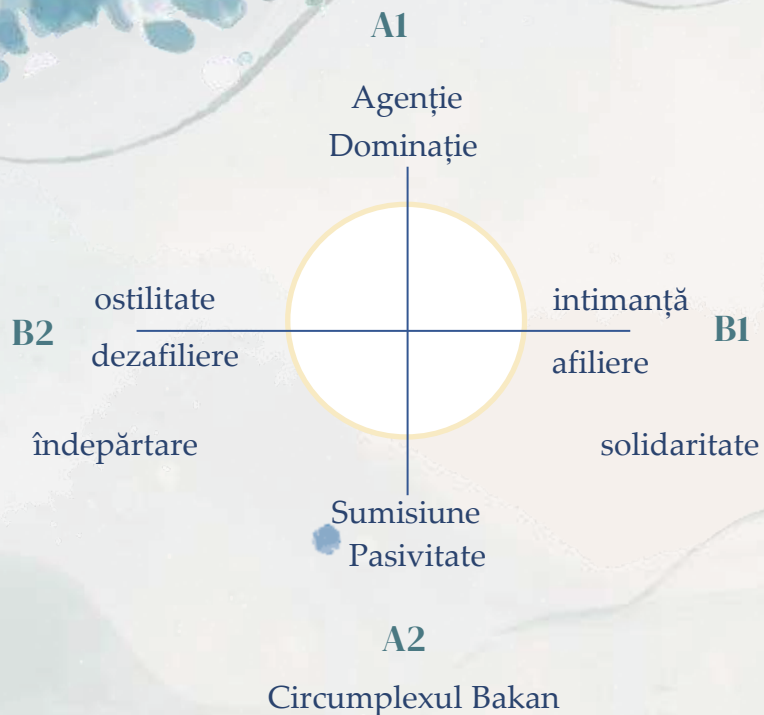 A1
Agenție
Dominație
ostilitate
intimanță
B2
B1
dezafiliere
afiliere
îndepărtare
solidaritate
Sumisiune
Pasivitate
A2
Circumplexul Bakan